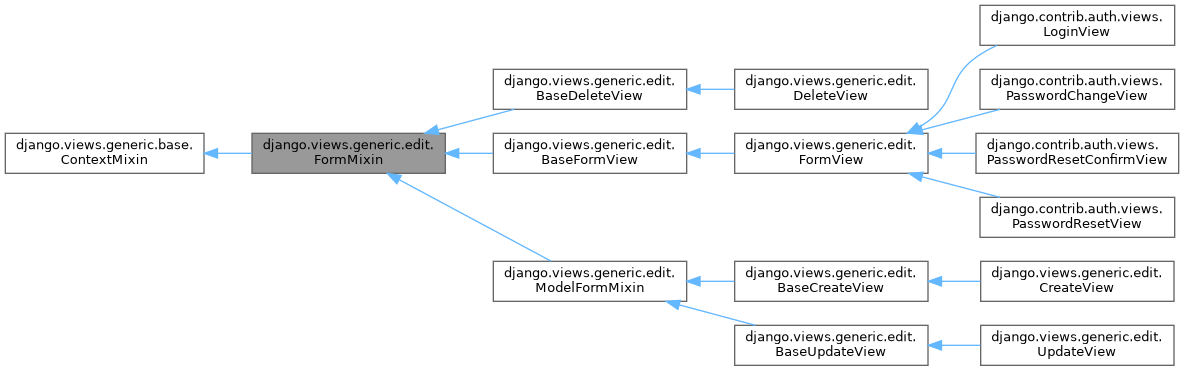 django.views.generic.base.
ContextMixin
django.views.generic.edit.
FormMixin
django.views.generic.edit.
BaseDeleteView
django.views.generic.edit.
BaseFormView
django.views.generic.edit.
ModelFormMixin
django.views.generic.edit.
DeleteView
django.views.generic.edit.
FormView
django.views.generic.edit.
BaseCreateView
django.views.generic.edit.
BaseUpdateView
django.contrib.auth.views.
LoginView
django.contrib.auth.views.
PasswordChangeView
django.contrib.auth.views.
PasswordResetConfirmView
django.contrib.auth.views.
PasswordResetView
django.views.generic.edit.
CreateView
django.views.generic.edit.
UpdateView